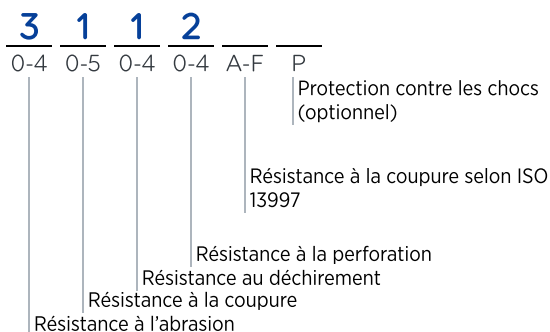 3 1 1 2
0-4 0-5 0-4 0-4 A-F P
Protection contre les chocs
(optionnel)
Résistance à la coupure selon ISO
13997
Résistance à la perforation
Résistance au déchirement
Résistance à la coupure
Résistance à l’abrasion